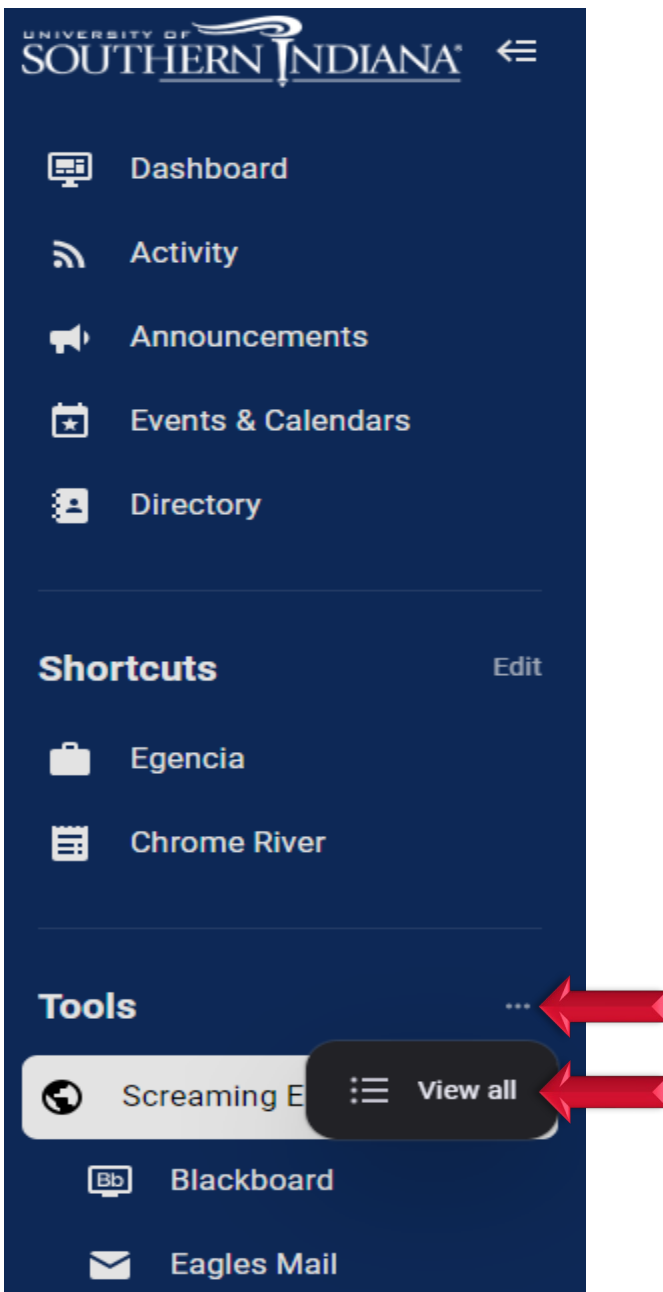 UNIVERSITY OF
SOUTHERN INDIANA®
Dashboard
Activity
Announcements
Events & Calendars
Directory
Shortcuts
Edit
Egencia
Chrome River
Tools
...
Screaming E
View all
Bb
Blackboard
Eagles Mail